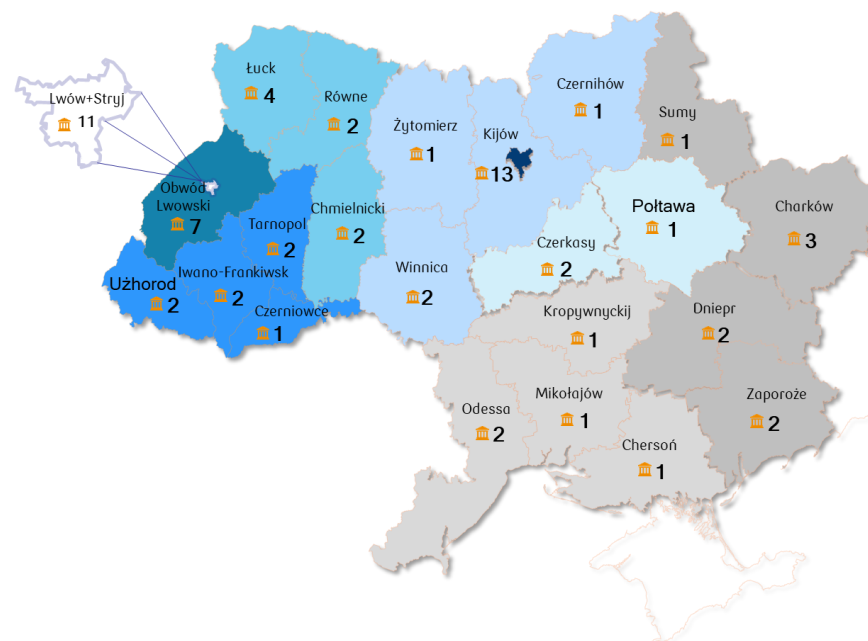 Łuck
4
Równe
2
Lwów+Stryj
11
Żytomierz
1
Kijów
13
Czernihów
1
Sumy
1
Obwód
Lwowski
7
Tarnopol
2
Chmielnicki
2
Połtawa
1
Charków
3
Użhorod
2
Iwano-Frankiwsk
2
Czerniowce
1
Winnica
2
Czerkasy
2
Kropywnyckij
1
Dniepr
2
Odessa
2
Mikołajów
1
Zaporoże
2
Chersoń
1